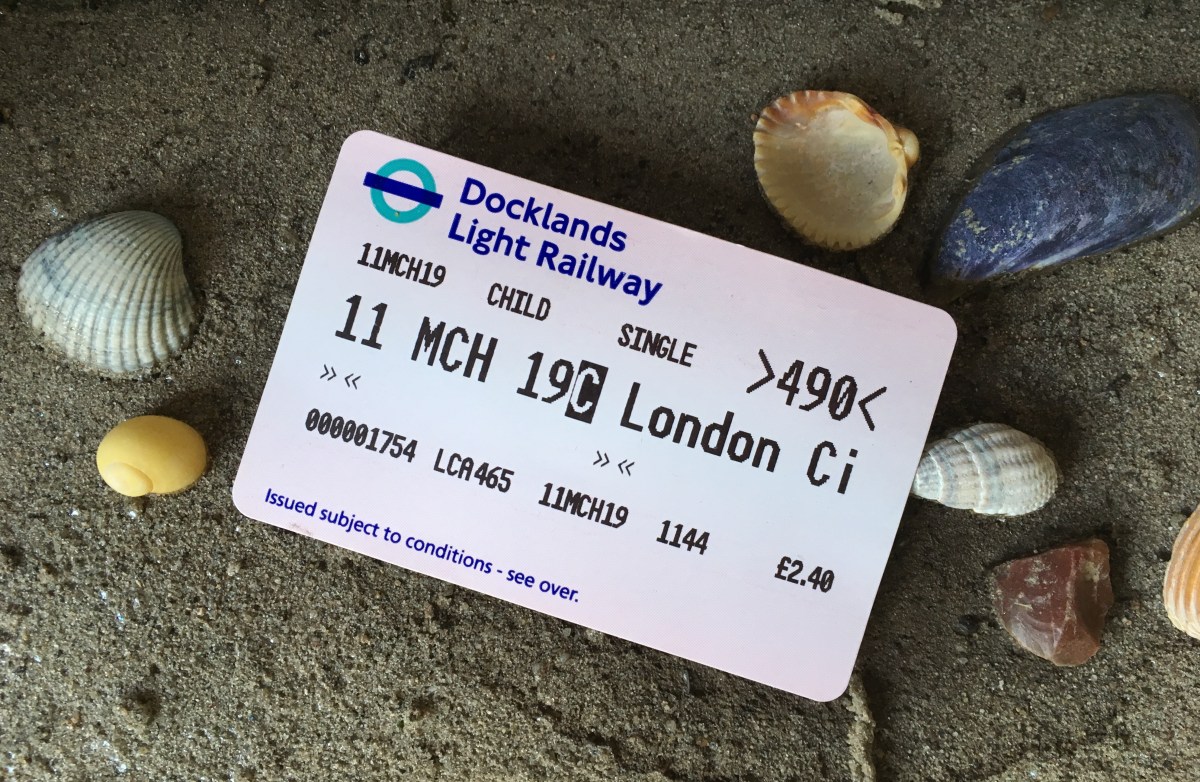 Docklands
Light Railway
11MCH19 CHILD SINGLE >490<
11 MCH 19C London Ci
»« »«
000001754 LCA465 11MCH19 1144 £2.40
Issued subject to conditions - see over.